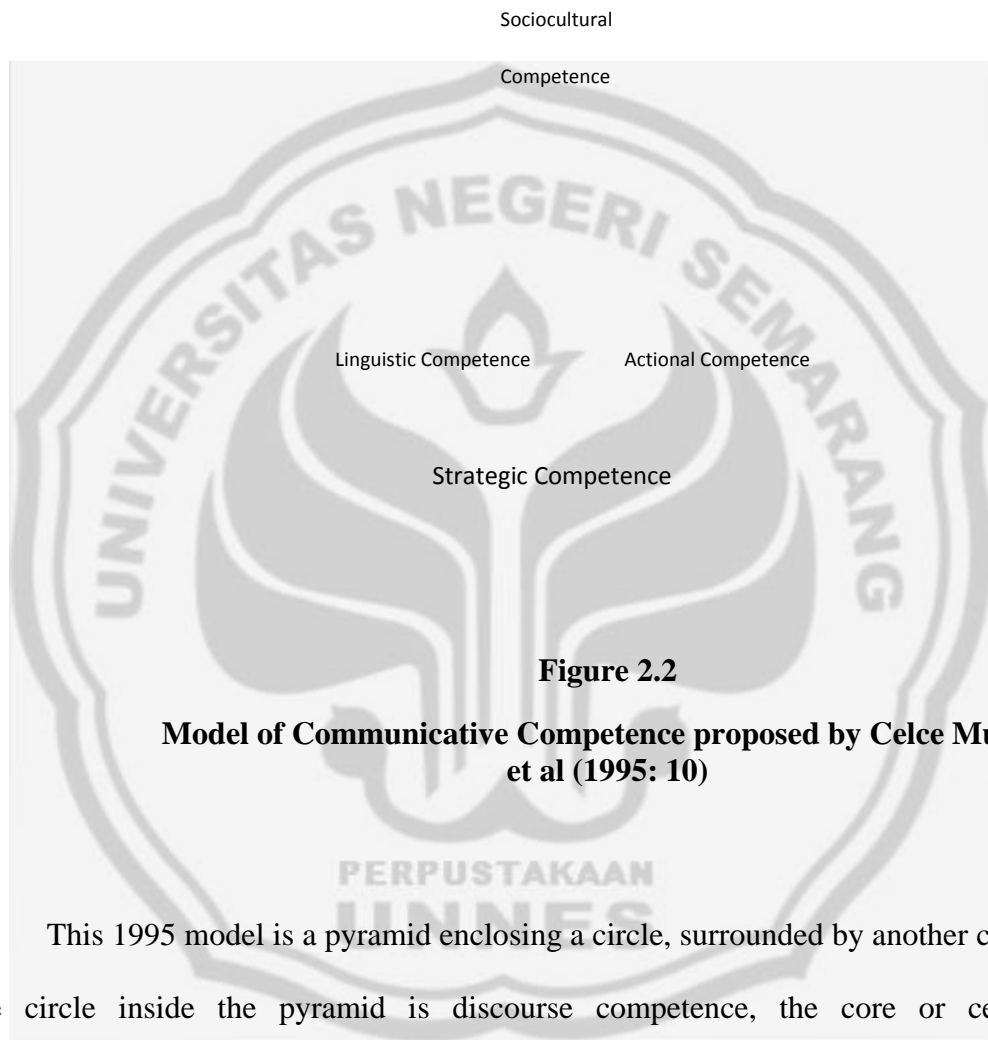 Sociocultural
Competence
UNIVERSITAS NEGERI SEMARANG
Linguistic Competence Actional Competence
Strategic Competence
Figure 2.2
Model of Communicative Competence proposed by Celce
et al (1995: 10)
PERPUSTAKAAN
UNNES
This 1995 model is a pyramid enclosing a circle, surrounded by another
circle inside the pyramid is discourse competence, the core or